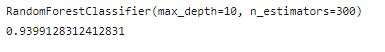 RandomForestClassifier(max_depth=10, n_estimators=300)
0.9399128312412831